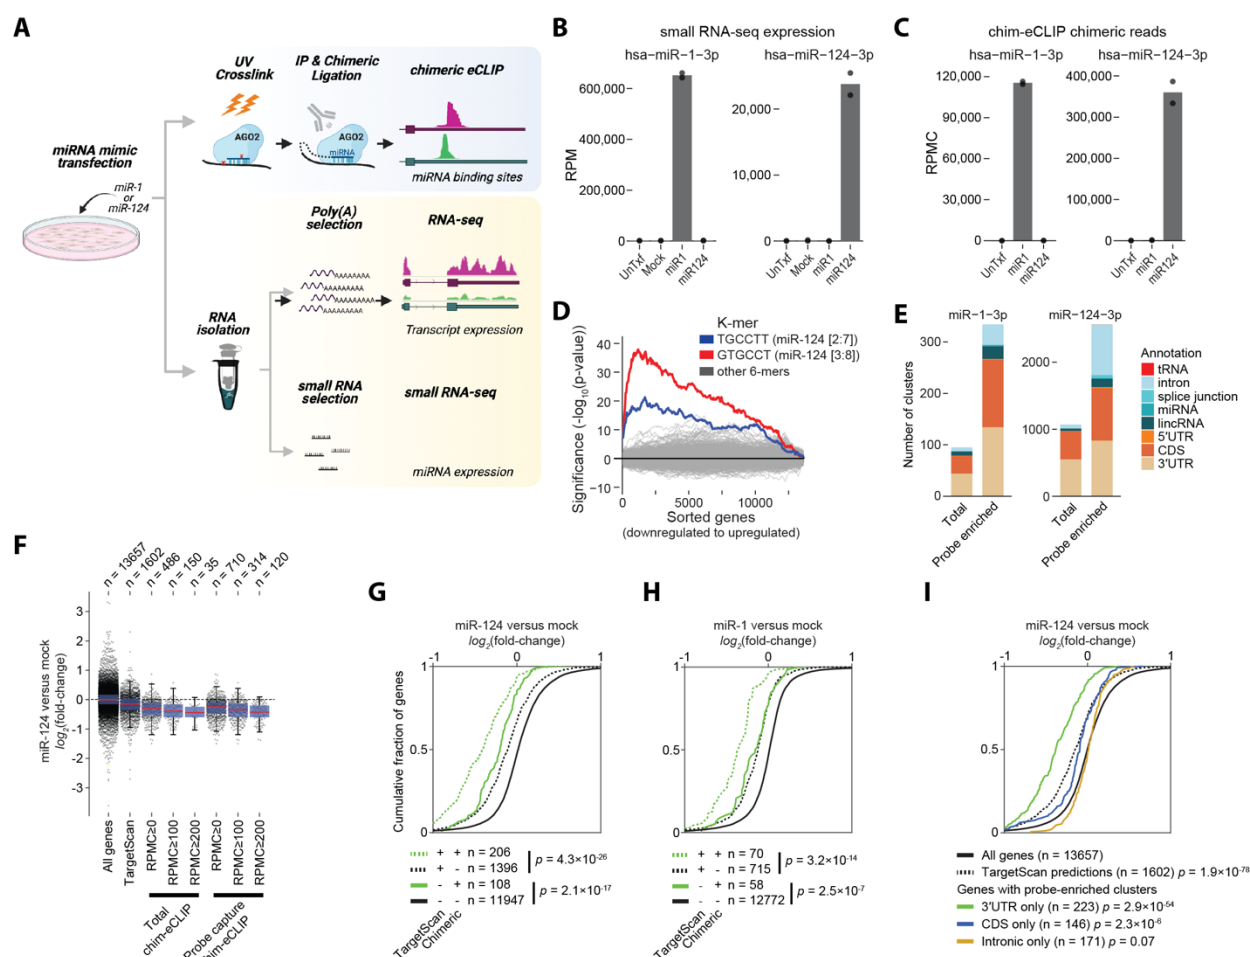 A
UV
Crosslink
IP & Chimeric
Ligation
chimeric eCLIP
AGO2
AGO2
miRNA
miRNA binding sites
miRNA mimic
transfection
miR-1
or
miR-124
Poly(A)
selection
RNA-seq
AAAAAAA
AAAAAAA
AAAAAAAAA
AAAAAAA
Transcript expression
RNA
isolation
small RNA
selection
small RNA-seq
miRNA expression
B
small RNA-seq expression
hsa-miR-1-3p
hsa-miR-124-3p
RPM
600,000
400,000
200,000
0
20,000
10,000
0
UnTxf
Mock
miR1
miR124
UnTxf
Mock
miR1
miR124
C
chim-eCLIP chimeric reads
hsa-miR-1-3p
hsa-miR-124-3p
RPMC
120,000
90,000
60,000
30,000
0
400,000
300,000
200,000
100,000
0
UnTxf
miR1
miR124
UnTxf
miR1
miR124
D
K-mer
TGCCTT (miR-124 [2:7])
GTGCCT (miR-124 [3:8])
other 6-mers
Significance (-log10(p-value))
40
30
20
10
0
-10
0
5000
10000
Sorted genes
(downregulated to upregulated)
E
miR-1-3p
miR-124-3p
Number of clusters
300
200
100
0
2000
1000
0
Total
Probe enriched
Total
Probe enriched
Annotation
tRNA
intron
splice junction
miRNA
lincRNA
5'UTR
CDS
3'UTR
F
n = 13657
n = 1602
n = 486
n = 150
n = 35
n = 710
n = 314
n = 120
miR-124 versus mock
log2(fold-change)
3
2
1
0
-1
-2
-3
All genes
TargetScan
RPMC≥0
RPMC≥100
RPMC≥200
RPMC≥0
RPMC≥100
RPMC≥200
Total
chim-eCLIP
Probe capture
chim-eCLIP
G
miR-124 versus mock
log2(fold-change)
-1
0
1
Cumulative fraction of genes
1
0.5
0
+ + n = 206
+ - n = 1396
p = 4.3×10-26
- + n = 108
- - n = 11947
p = 2.1×10-17
TargetScan
Chimeric
H
miR-1 versus mock
log2(fold-change)
-1
0
1
1
0.5
0
+ + n = 70
+ - n = 715
p = 3.2×10-14
- + n = 58
- - n = 12772
p = 2.5×10-7
TargetScan
Chimeric
I
miR-124 versus mock
log2(fold-change)
-1
0
1
1
0.5
0
All genes (n = 13657)
TargetScan predictions (n = 1602) p = 1.9×10-78
Genes with probe-enriched clusters
3'UTR only (n = 223) p = 2.9×10-54
CDS only (n = 146) p = 2.3×10-6
Intronic only (n = 171) p = 0.07